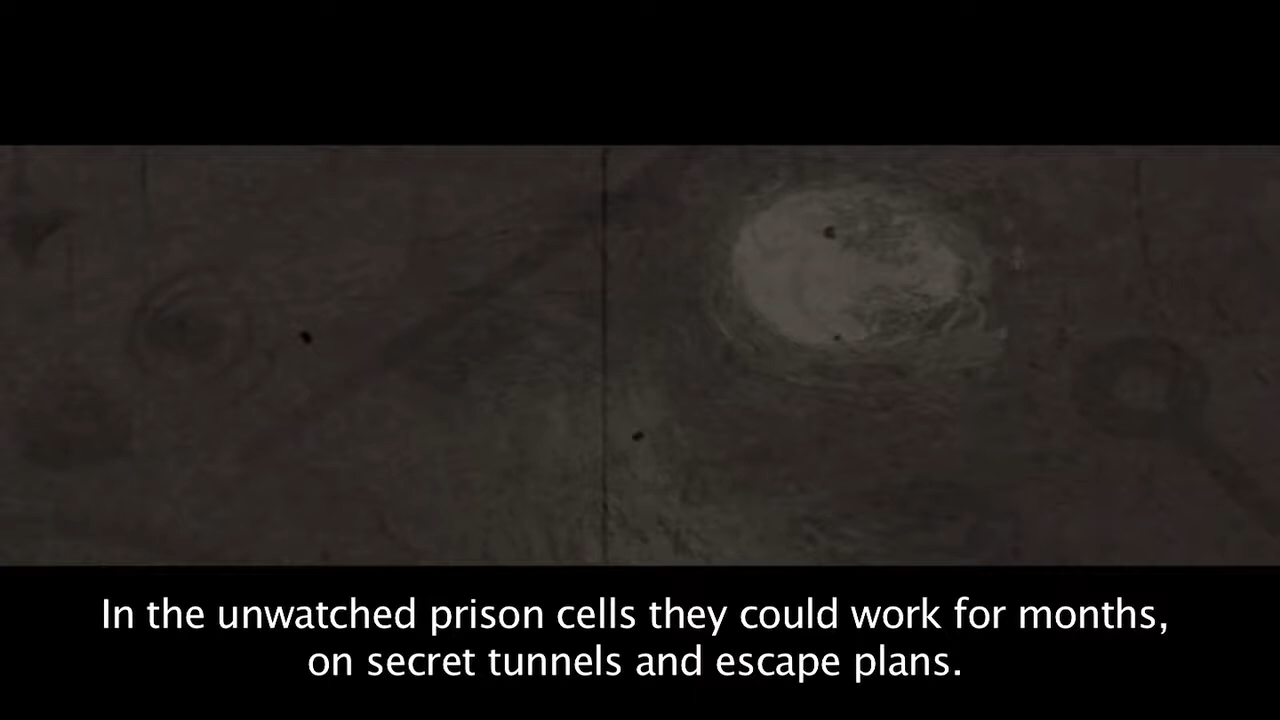 In the unwatched prison cells they could work for months,
on secret tunnels and escape plans.